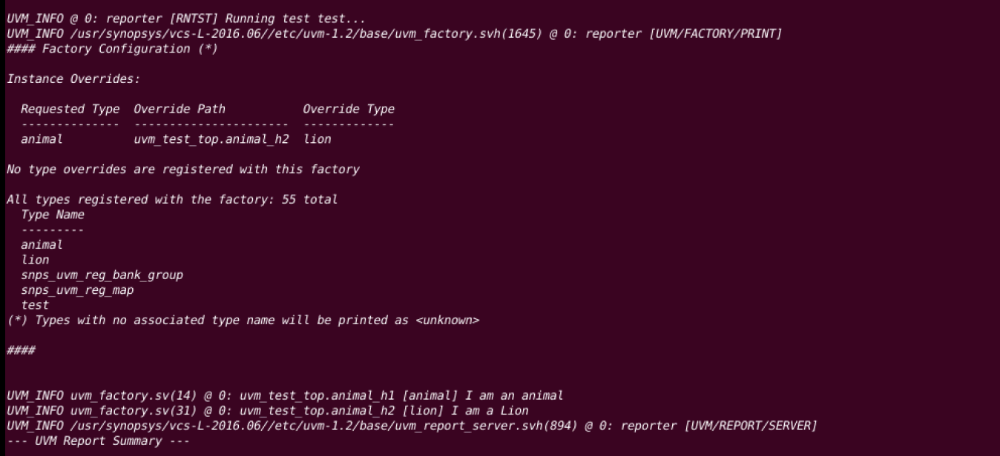 UVM_INFO @ 0: reporter [RNTST] Running test test...
UVM_INFO /usr/synopsys/vcs-L-2016.06//etc/uvm-1.2/base/uvm_factory.svh(1645) @ 0: reporter [UVM/FACTORY/PRINT]
#### Factory Configuration (*)
Instance Overrides:
Requested Type  Override Path           Override Type
--------------  ----------------------  -------------
animal          uvm_test_top.animal_h2  lion
No type overrides are registered with this factory
All types registered with the factory: 55 total
Type Name
---------
animal
lion
snps_uvm_reg_bank_group
snps_uvm_reg_map
test
(*) Types with no associated type name will be printed as <unknown>
####
UVM_INFO uvm_factory.sv(14) @ 0: uvm_test_top.animal_h1 [animal] I am an animal
UVM_INFO uvm_factory.sv(31) @ 0: uvm_test_top.animal_h2 [lion] I am a Lion
UVM_INFO /usr/synopsys/vcs-L-2016.06//etc/uvm-1.2/base/uvm_report_server.svh(894) @ 0: reporter [UVM/REPORT/SERVER]
--- UVM Report Summary ---